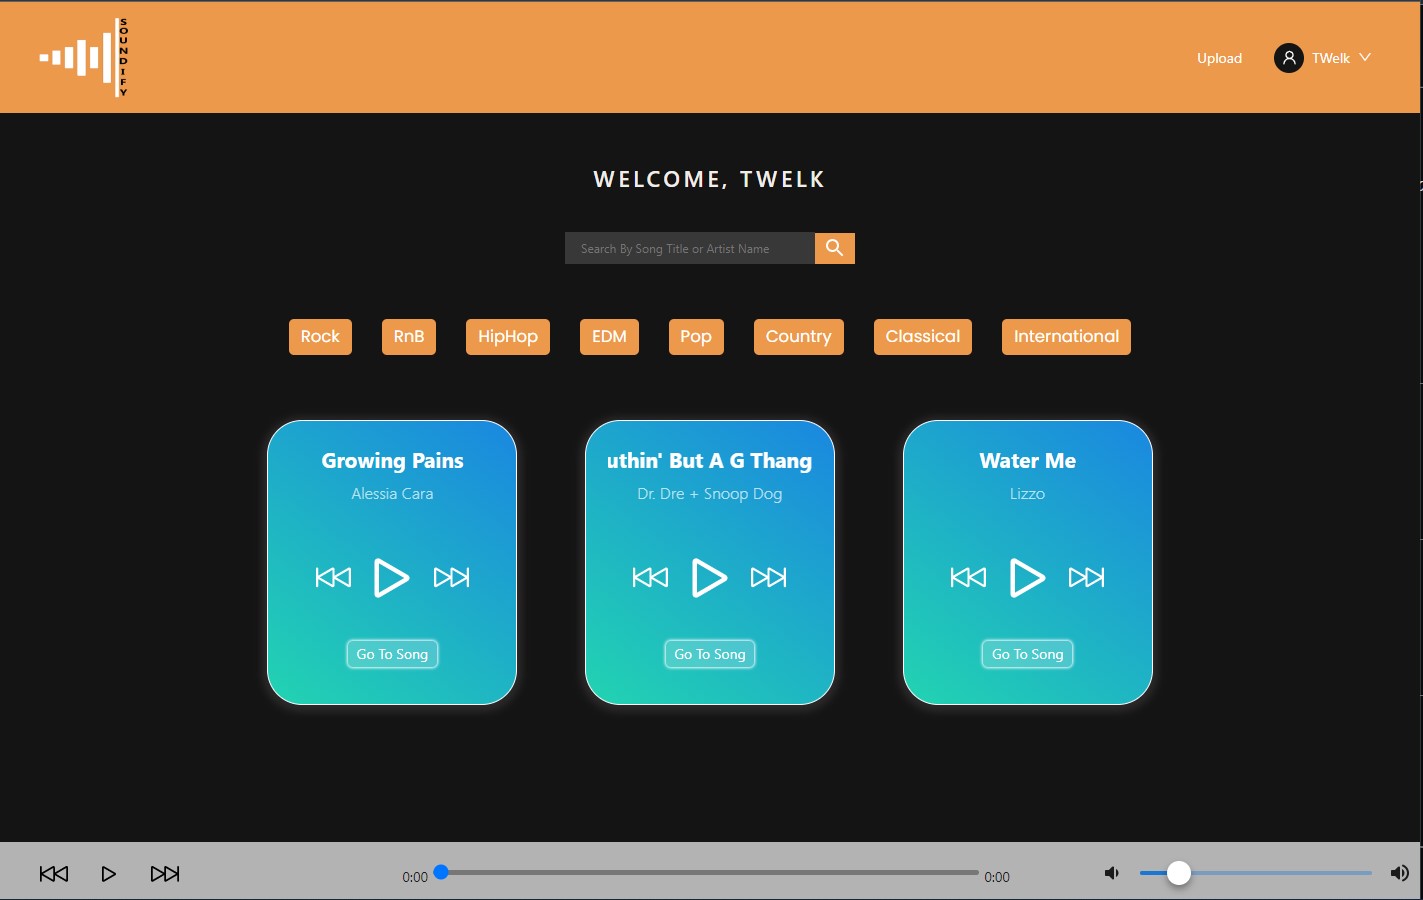 SOUNDIFY
Upload
TWelk
WELCOME, TWELK
Search By Song Title or Artist Name
Rock
RnB
HipHop
EDM
Pop
Country
Classical
International
Growing Pains
Alessia Cara
Go To Song
uthin' But A G Thang
Dr. Dre + Snoop Dog
Go To Song
Water Me
Lizzo
Go To Song
0:00
0:00